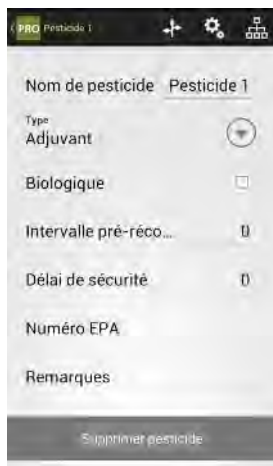 PRO Pesticide 1
Nom de pesticide Pesticide 1
Type
Adjuvant
Biologique
Intervalle pré-réco... 0
Délai de sécurité 0
Numéro EPA
Remarques
Supprimer pesticide